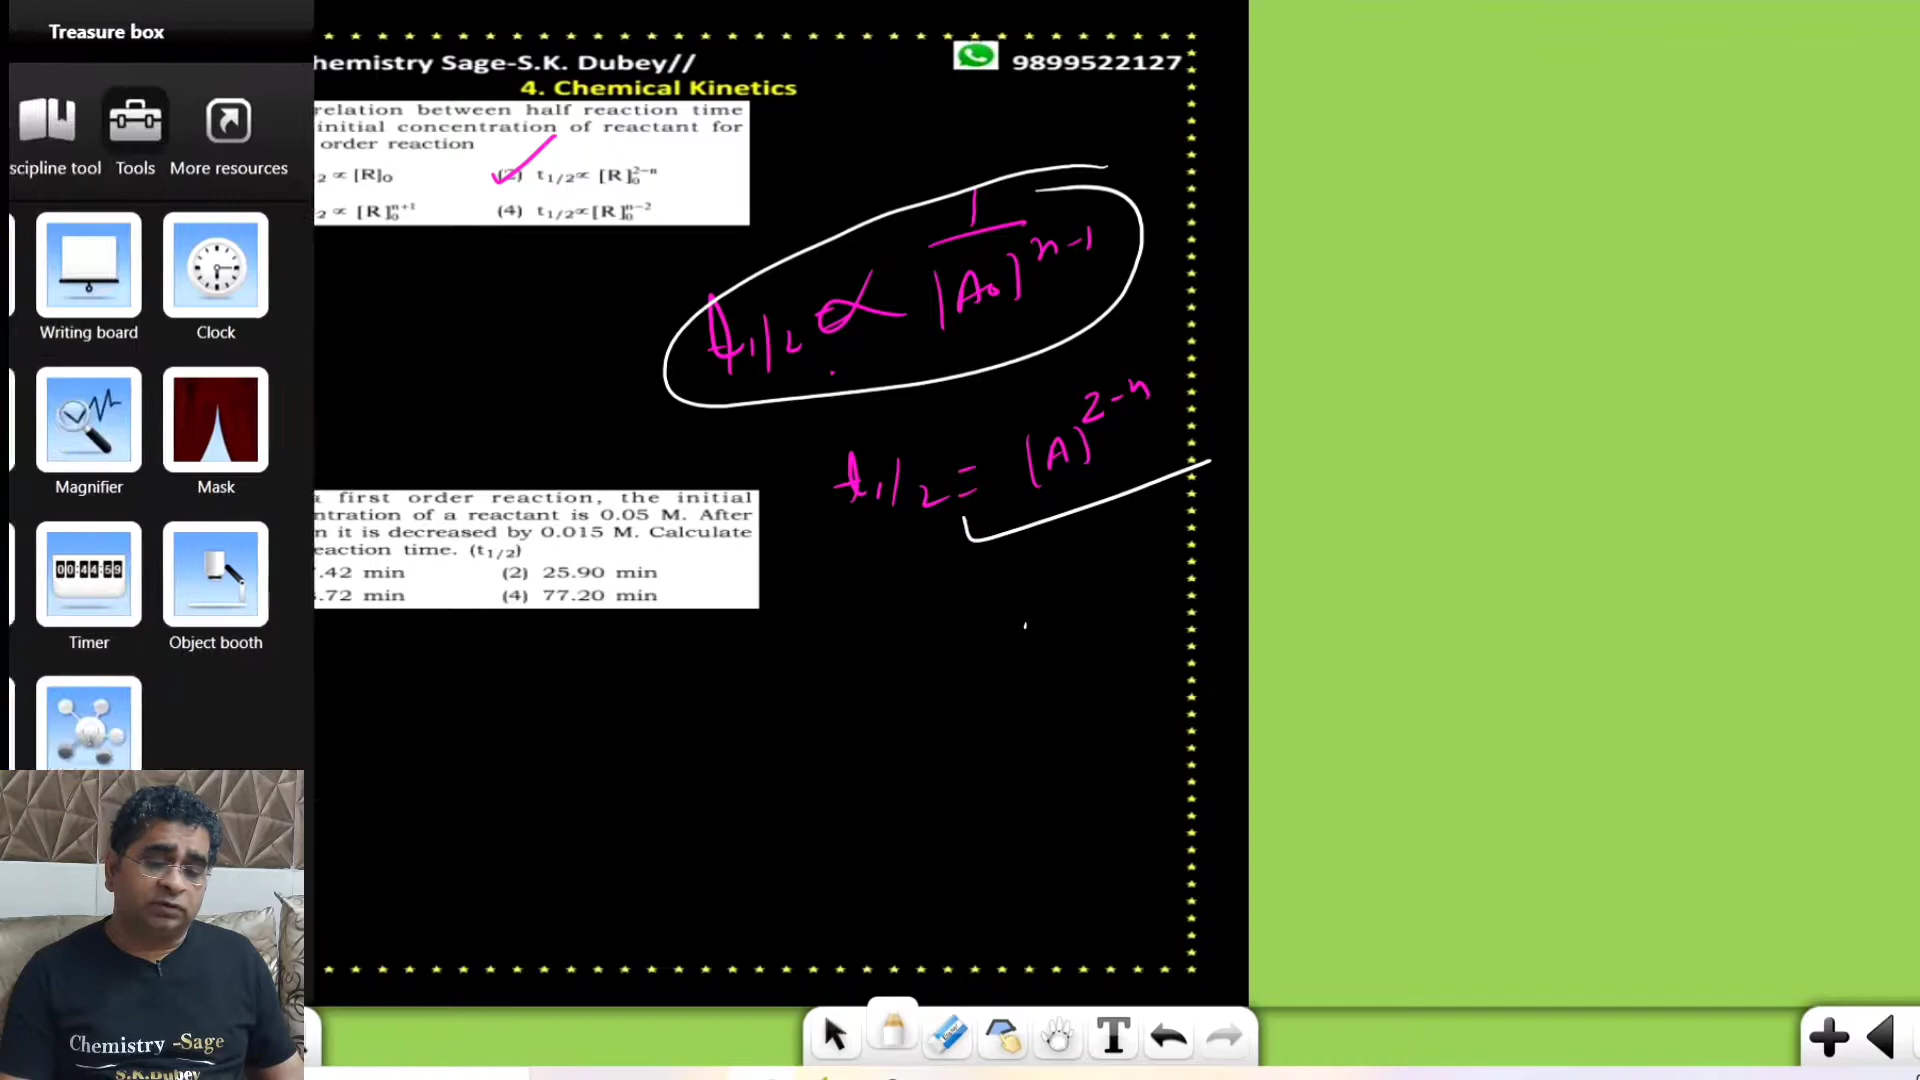 Treasure box
hemistry Sage-S.K. Dubey//
9899522127
4. Chemical Kinetics
scipline tool
Tools
More resources
relation between half reaction time
initial concentration of reactant for
order reaction
2 ∝ [R]₀
(2) t1/2∝ [R]₀^2−n
2 ∝ [R]₀^n+1
(4) t1/2∝[R]₀^n−2
t1/2 ∝ 1/[A₀]^n-1
t1/2 = [A]^2-n
Writing board
Clock
Magnifier
Mask
first order reaction, the initial
ntration of a reactant is 0.05 M. After
n it is decreased by 0.015 M. Calculate
eaction time. (t1/2)
.42 min
(2) 25.90 min
.72 min
(4) 77.20 min
00:44:59
Timer
Object booth
Chemistry -Sage
S.K.Dubey
T